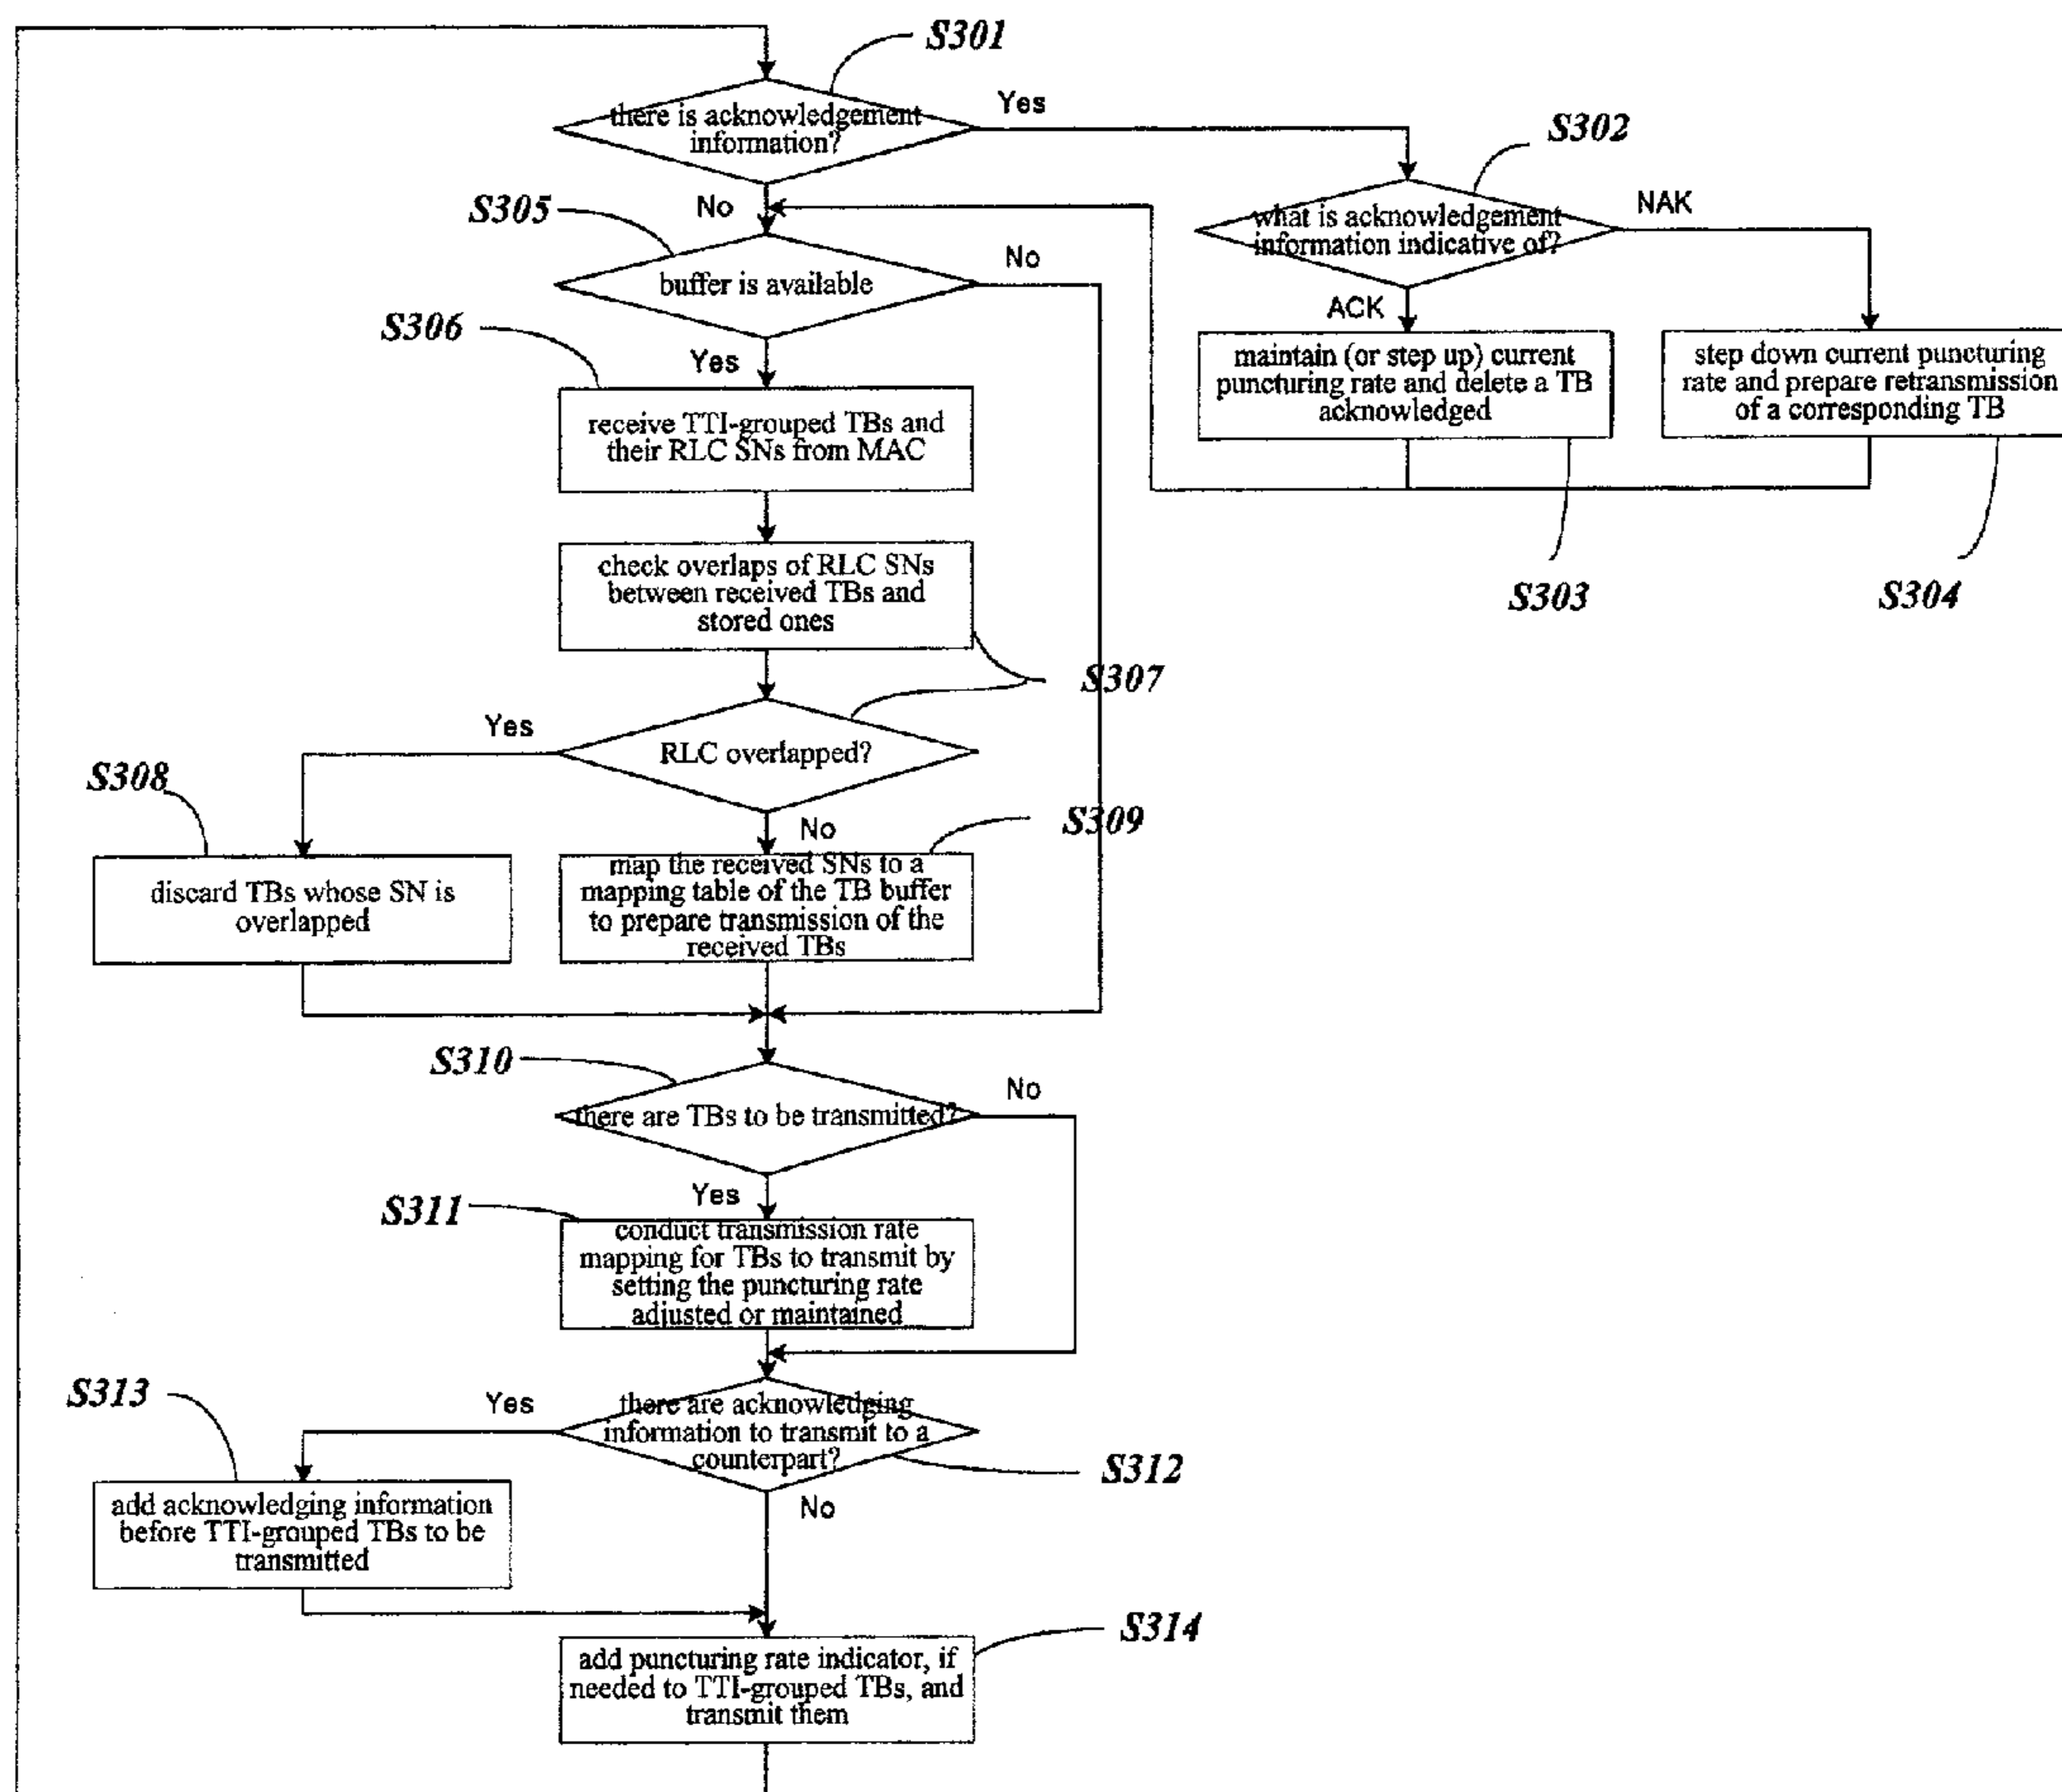 S301
there is acknowledgement
information?
Yes
No
S302
what is acknowledgement
information indicative of?
NAK
ACK
S305
buffer is available
No
Yes
maintain (or step up) current
puncturing rate and delete a TB
acknowledged
S303
step down current puncturing
rate and prepare retransmission
of a corresponding TB
S304
S306
receive TTI-grouped TBs and
their RLC SNs from MAC
check overlaps of RLC SNs
between received TBs and
stored ones
S307
RLC overlapped?
Yes
No
S308
discard TBs whose SN is
overlapped
S309
map the received SNs to a
mapping table of the TB buffer
to prepare transmission of the
received TBs
S310
there are TBs to be transmitted?
No
Yes
S311
conduct transmission rate
mapping for TBs to transmit by
setting the puncturing rate
adjusted or maintained
there are acknowledging
information to transmit to a
counterpart?
S312
Yes
No
S313
add acknowledging information
before TTI-grouped TBs to be
transmitted
S314
add puncturing rate indicator, if
needed to TTI-grouped TBs, and
transmit them